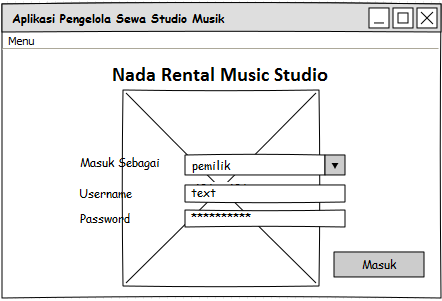 Aplikasi Pengelola Sewa Studio Musik
Menu
Nada Rental Music Studio
Masuk Sebagai pemilik
Username text
Password **********
Masuk